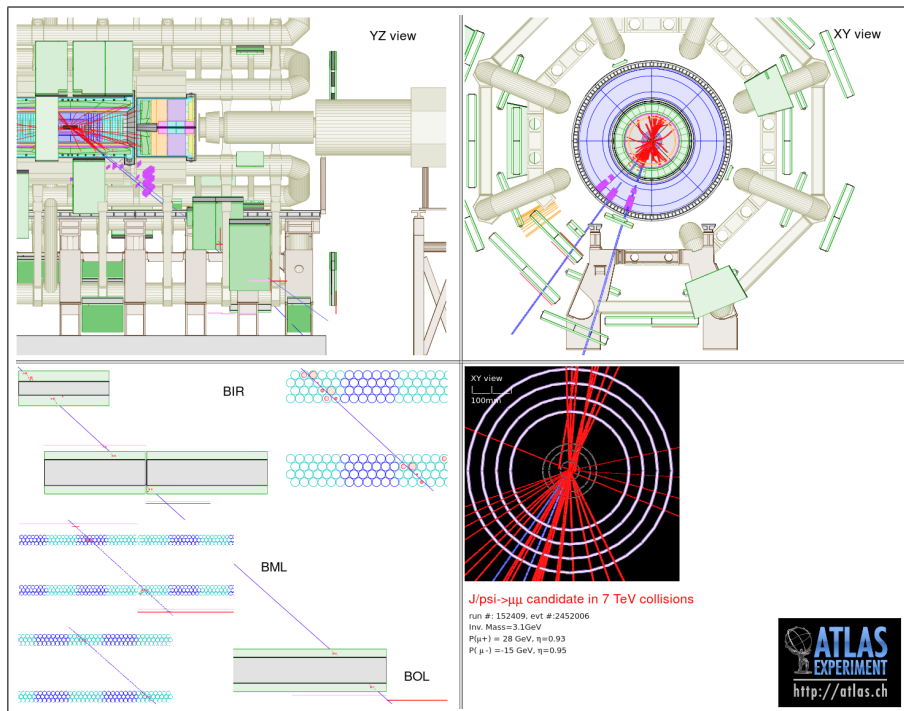 YZ view
XY view
BIR
BML
BOL
XY view
100mm
J/psi->μμ candidate in 7 TeV collisions
run #: 152409, evt #:2452006
Inv. Mass=3.1GeV
P(μ+) = 28 GeV, η=0.93
P( μ-) =-15 GeV, η=0.95
ATLAS
EXPERIMENT
http://atlas.ch